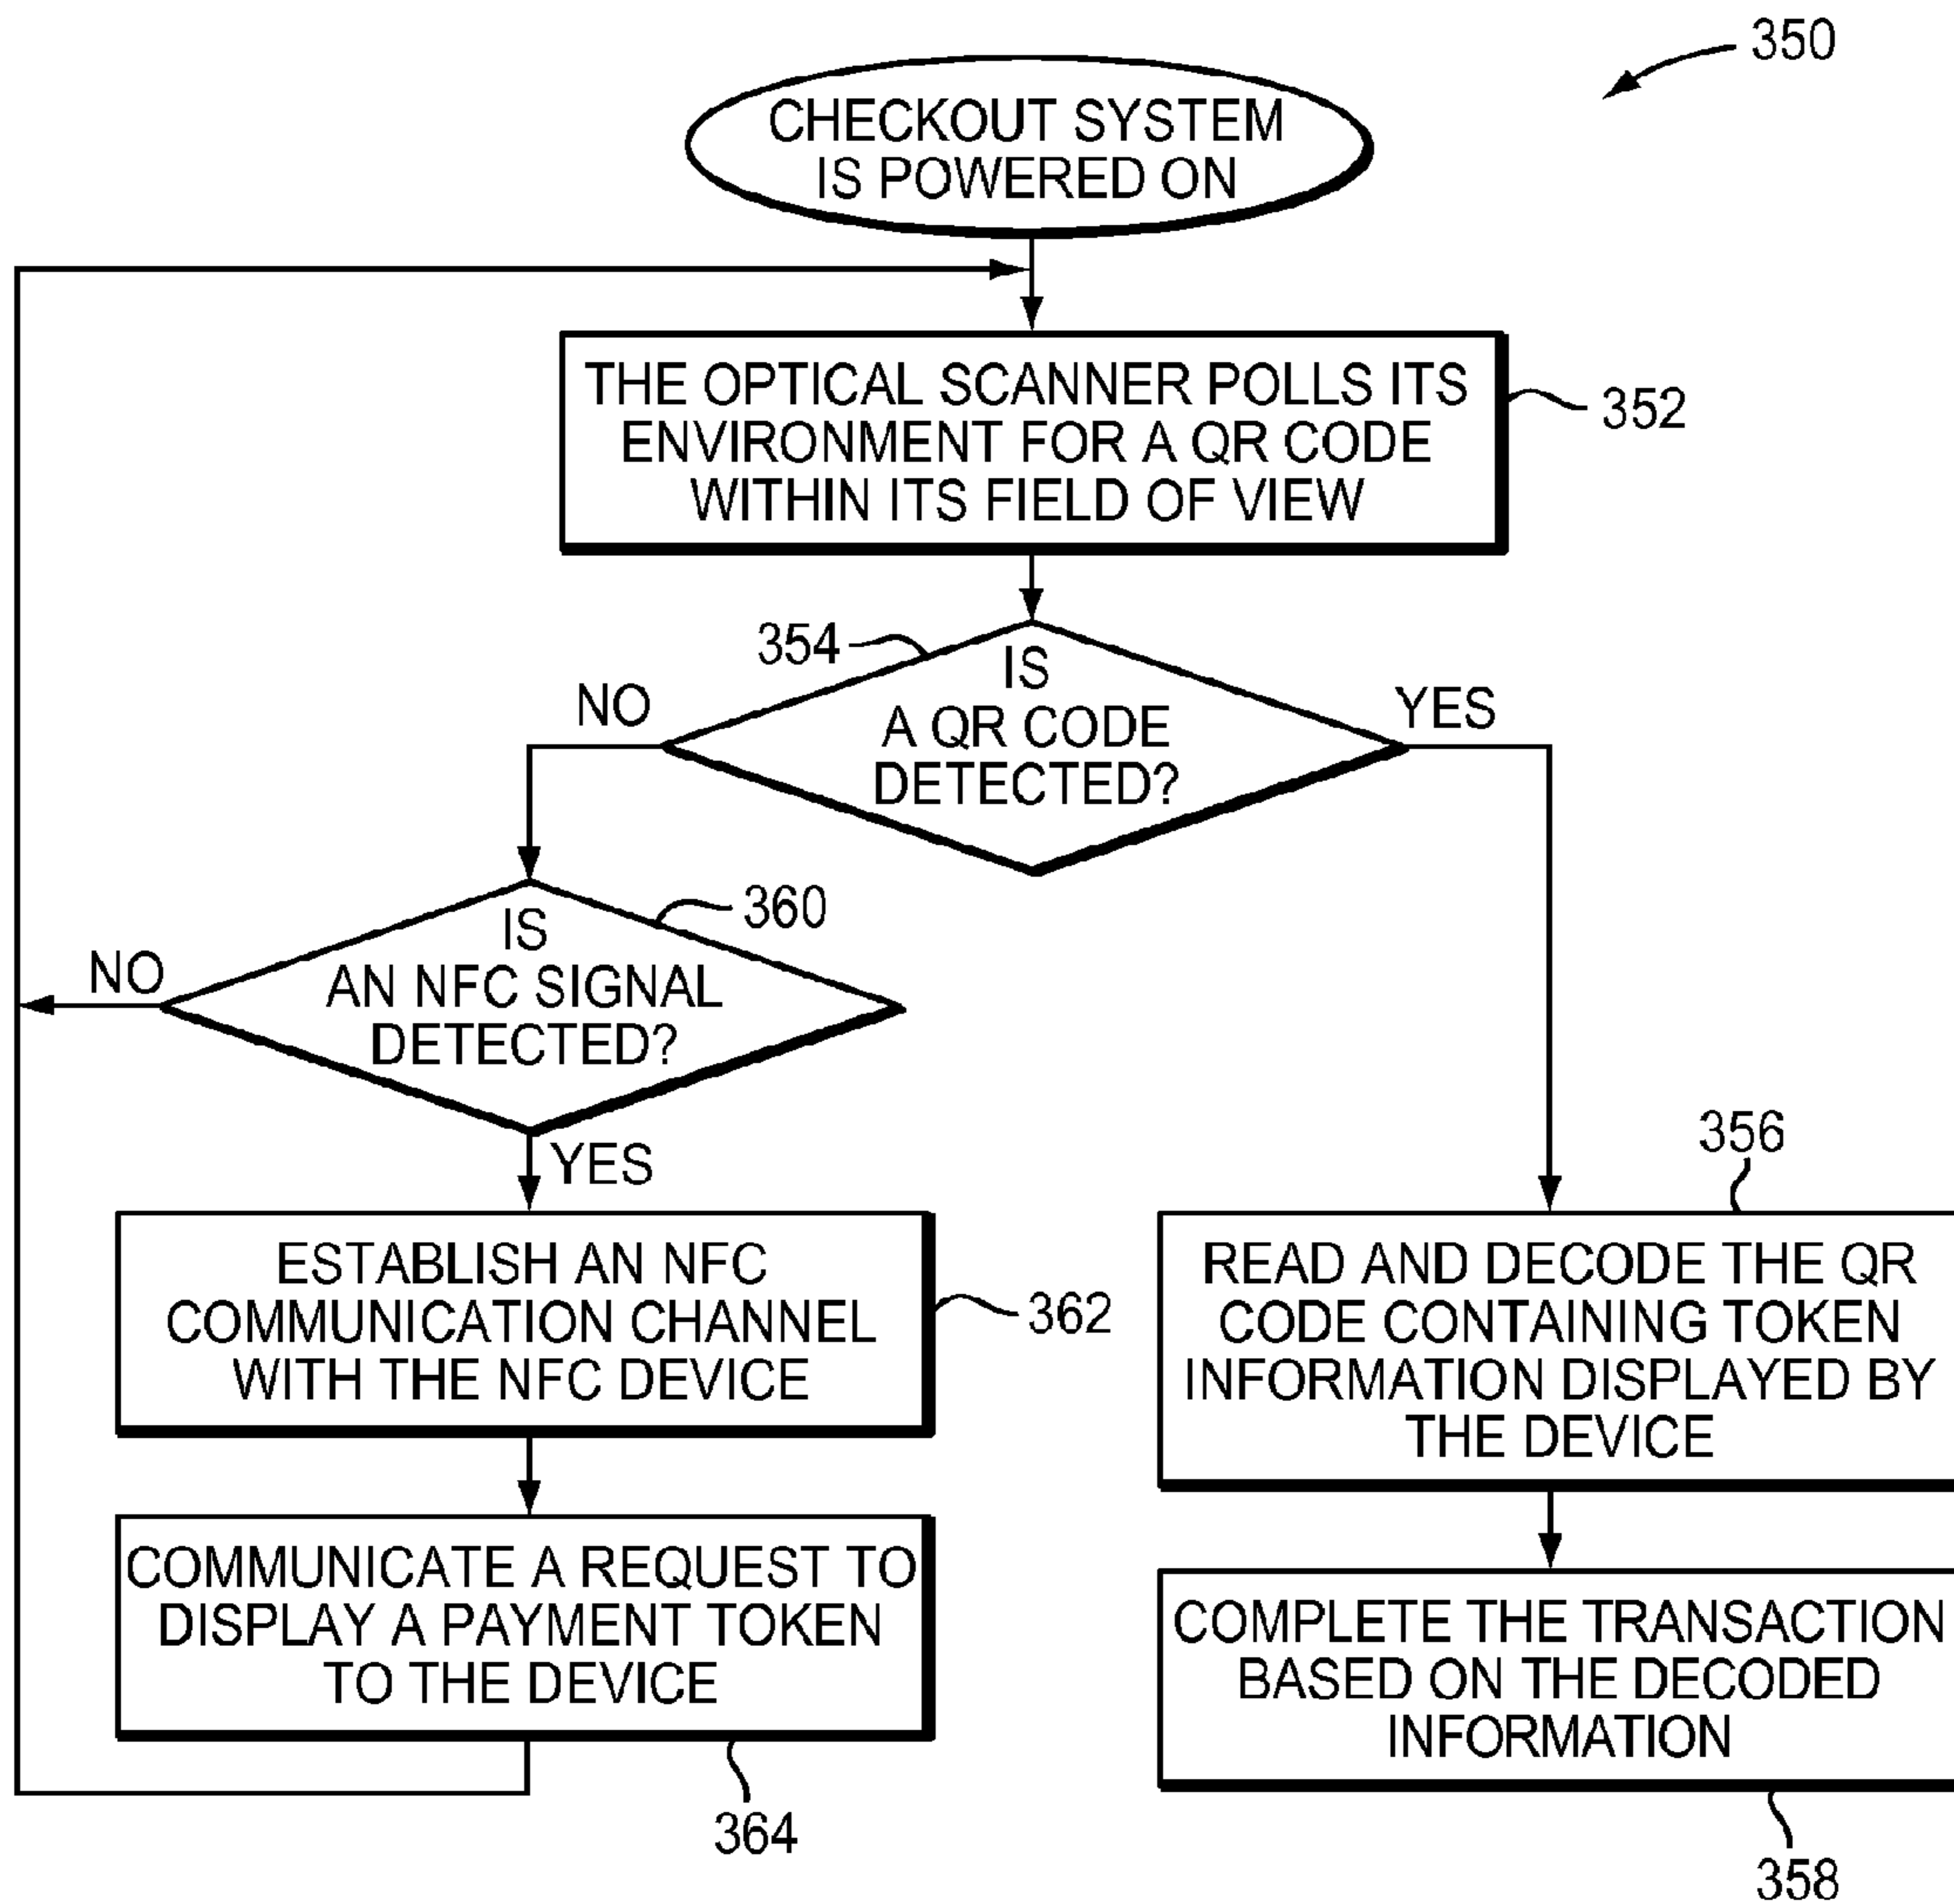 350
CHECKOUT SYSTEM
IS POWERED ON
THE OPTICAL SCANNER POLLS ITS
ENVIRONMENT FOR A QR CODE
WITHIN ITS FIELD OF VIEW
352
354
IS
A QR CODE
DETECTED?
NO
YES
360
IS
AN NFC SIGNAL
DETECTED?
NO
YES
ESTABLISH AN NFC
COMMUNICATION CHANNEL
WITH THE NFC DEVICE
362
COMMUNICATE A REQUEST TO
DISPLAY A PAYMENT TOKEN
TO THE DEVICE
364
356
READ AND DECODE THE QR
CODE CONTAINING TOKEN
INFORMATION DISPLAYED BY
THE DEVICE
COMPLETE THE TRANSACTION
BASED ON THE DECODED
INFORMATION
358